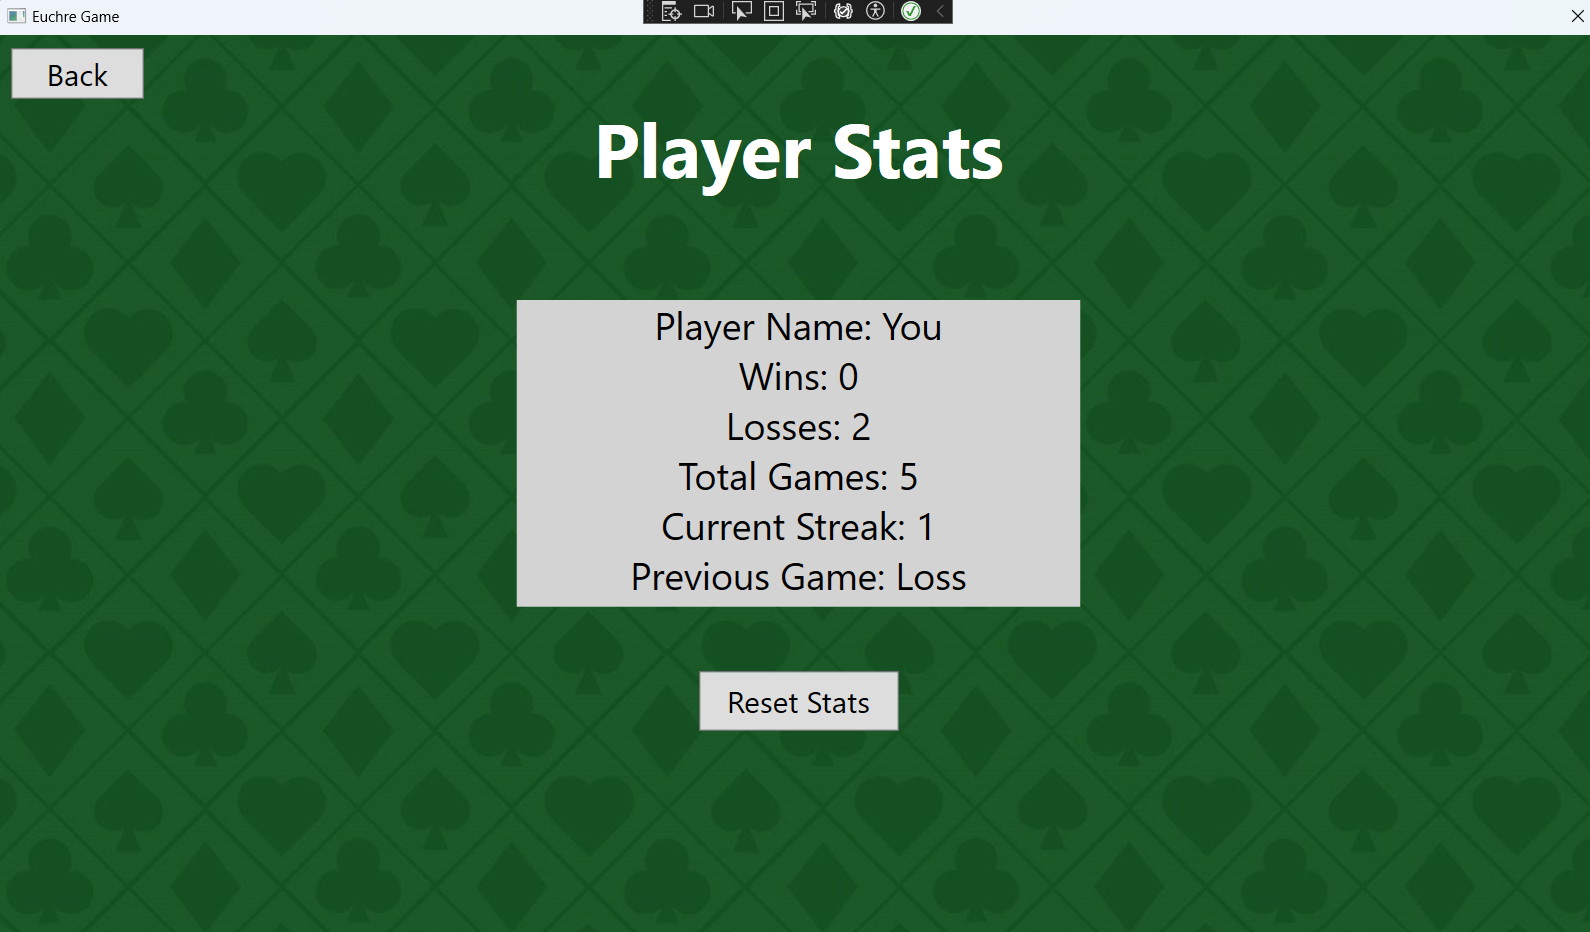 Euchre Game
Back
Player Stats
Player Name: You
Wins: 0
Losses: 2
Total Games: 5
Current Streak: 1
Previous Game: Loss
Reset Stats